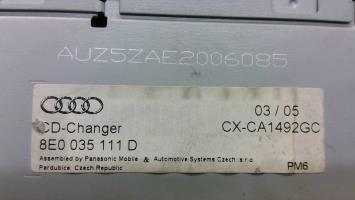 AUZ5ZAE2006085
03 / 05
CD-Changer CX-CA1492GC
8E0 035 111 D
Assembled by Panasonic Mobile & Automotive Systems Czech, s.r.o
Pardubice, Czech Republic PM6